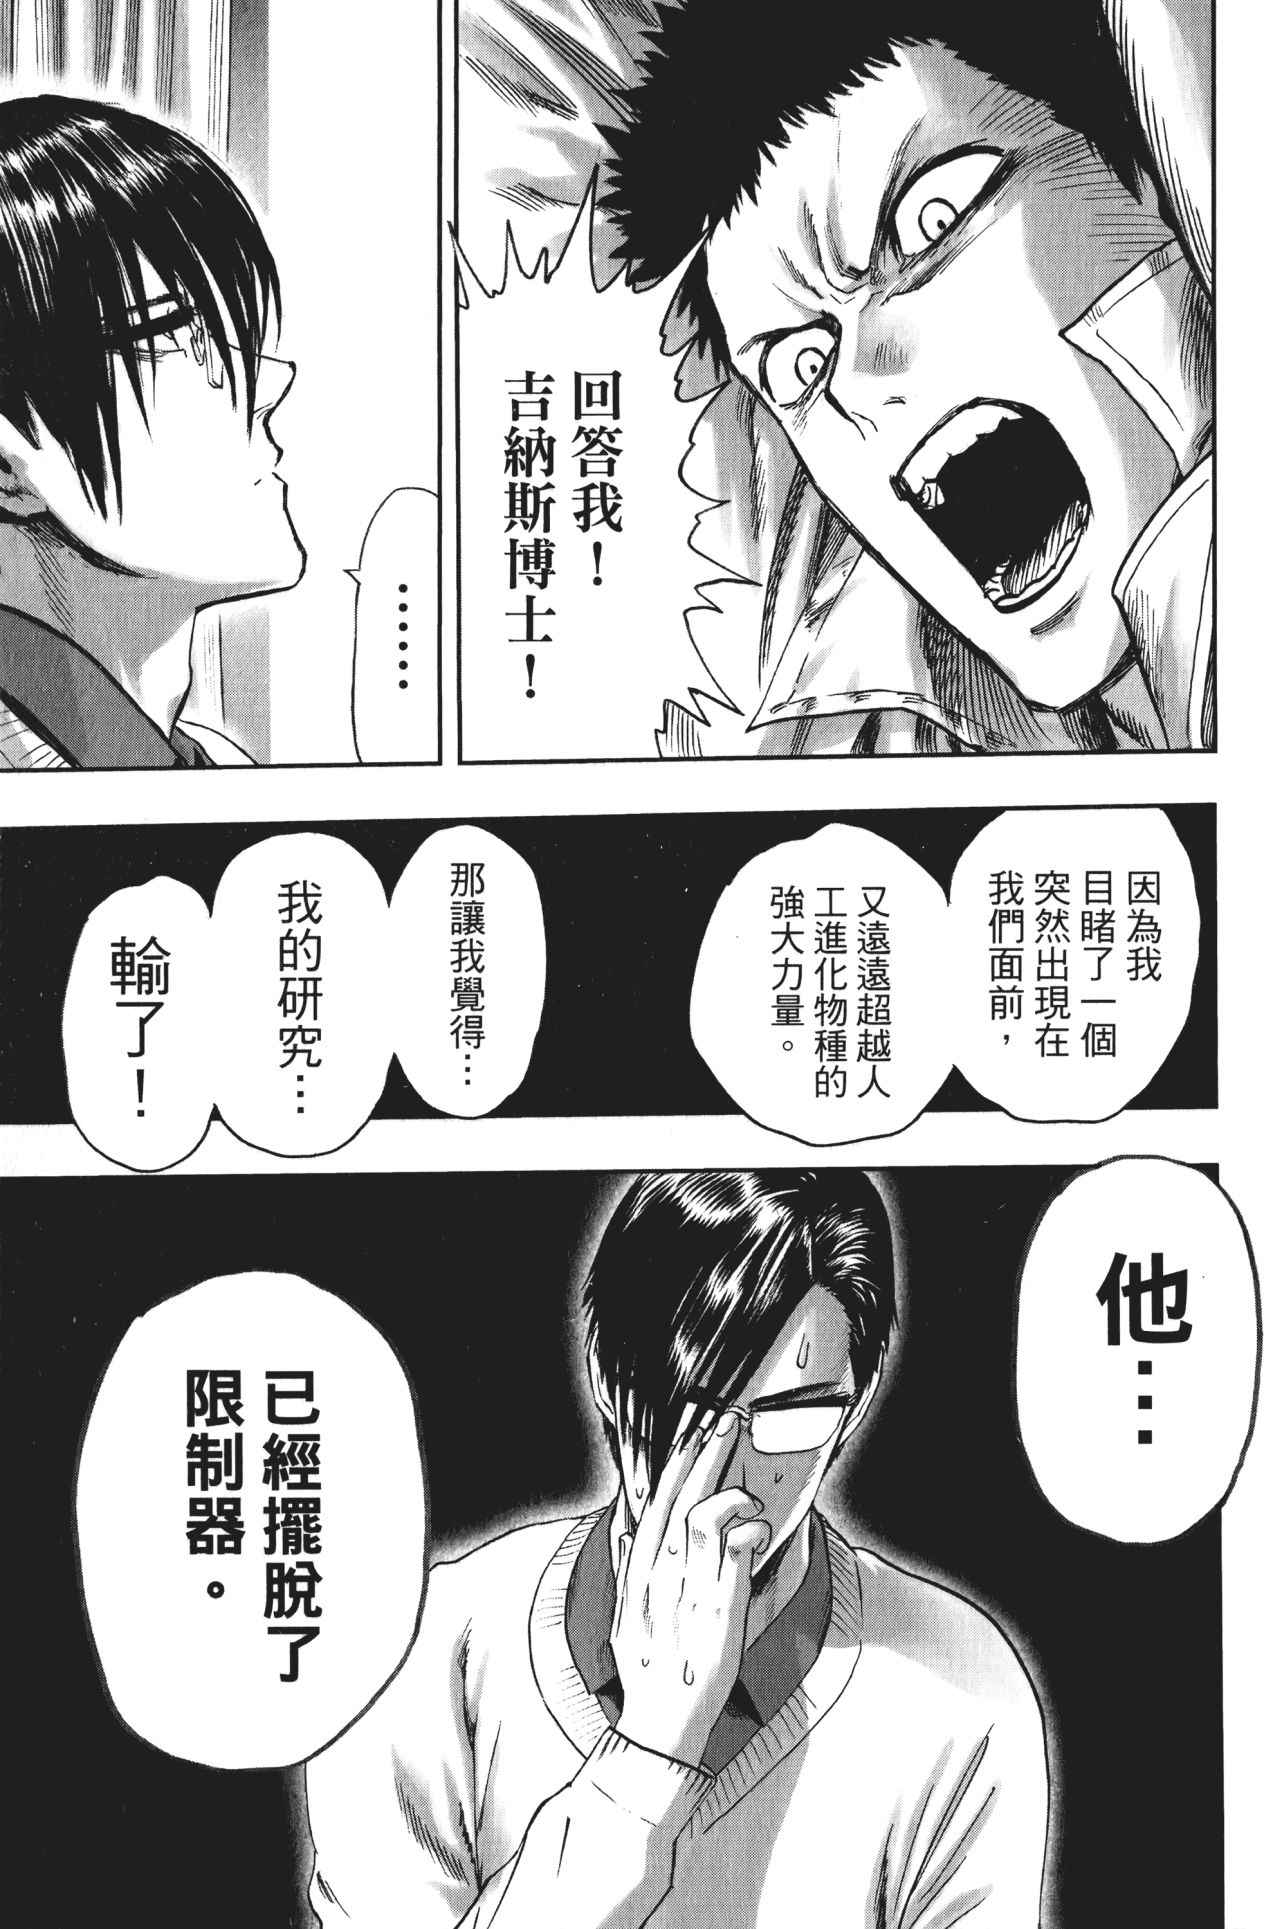 回答我！
吉納斯博士！
……
因為我
目睹了一個
突然出現在
我們面前，
又遠遠超越人
工進化物種的
強大力量。
那讓我覺得…
我的研究…
輸了！
他…
已經擺脫了
限制器。